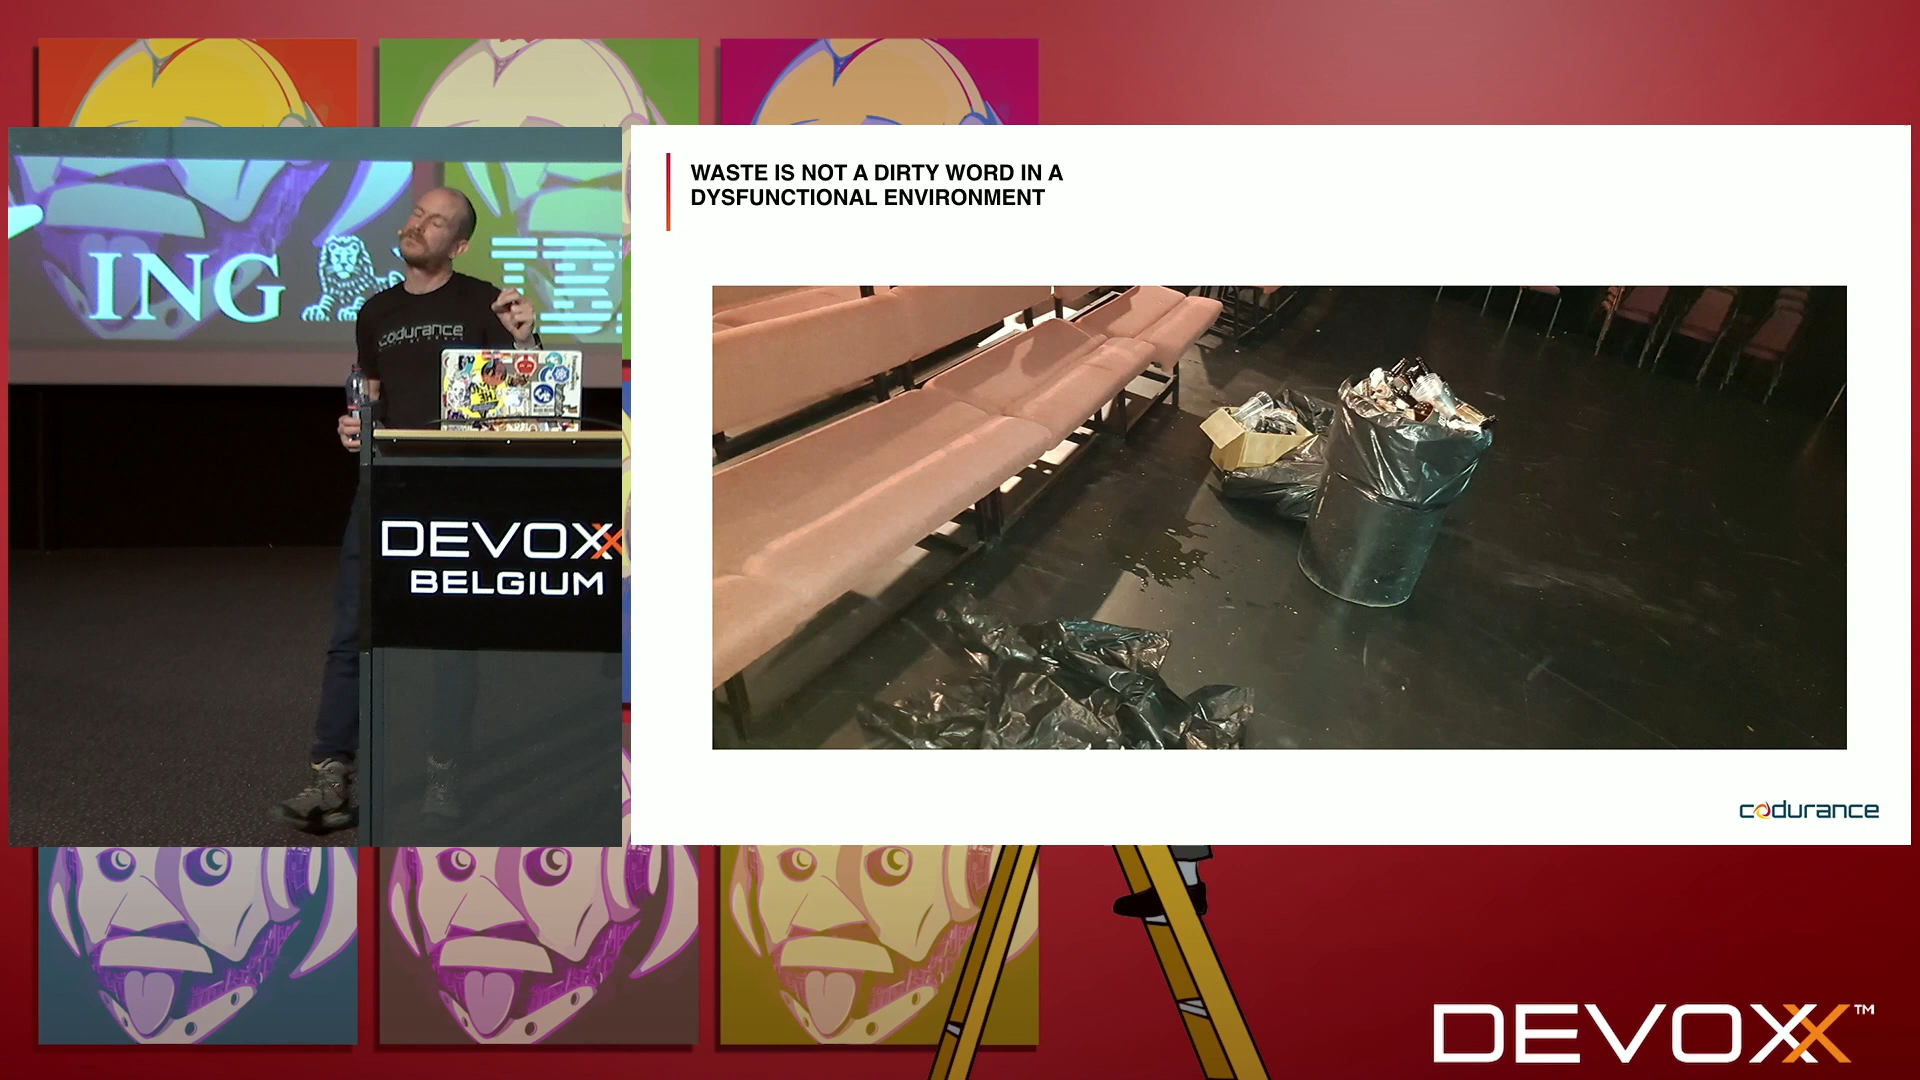 WASTE IS NOT A DIRTY WORD IN A
DYSFUNCTIONAL ENVIRONMENT
ING
codurance
DEVOXX
BELGIUM
codurance
DEVOXX™